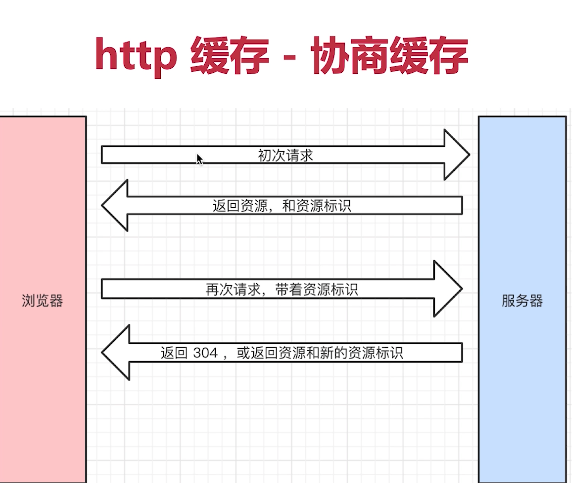 http 缓存 - 协商缓存
初次请求
返回资源，和资源标识
浏览器
再次请求，带着资源标识
服务器
返回 304 ，或返回资源和新的资源标识